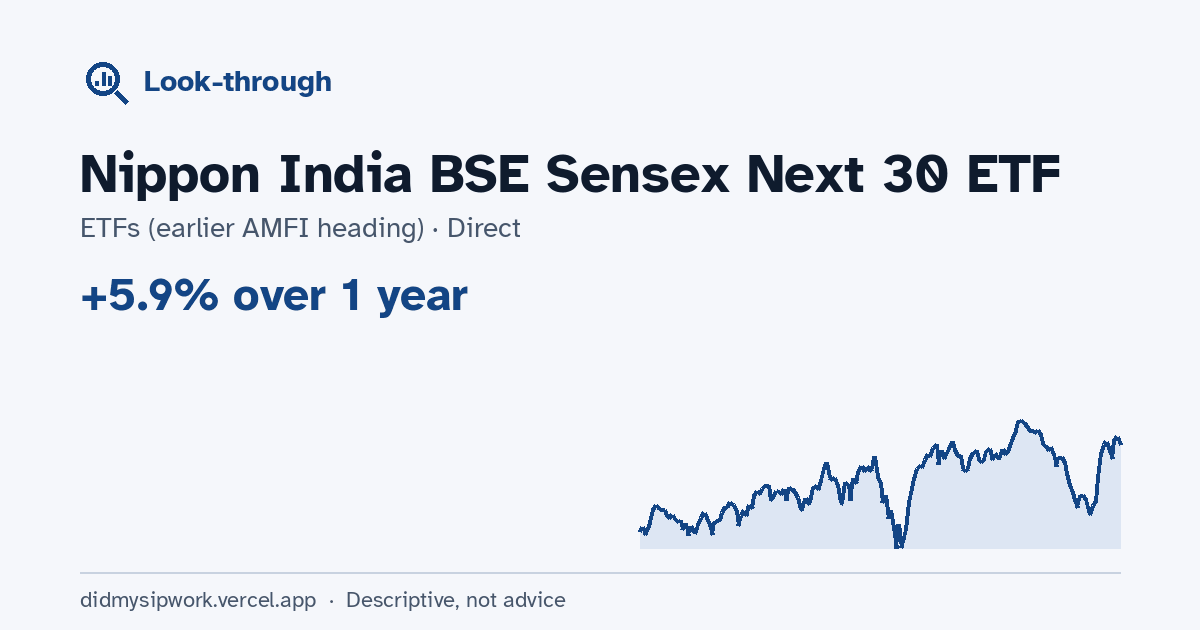 Look-through
Nippon India BSE Sensex Next 30 ETF
ETFs (earlier AMFI heading) · Direct
+5.9% over 1 year
didmysipwork.vercel.app · Descriptive, not advice